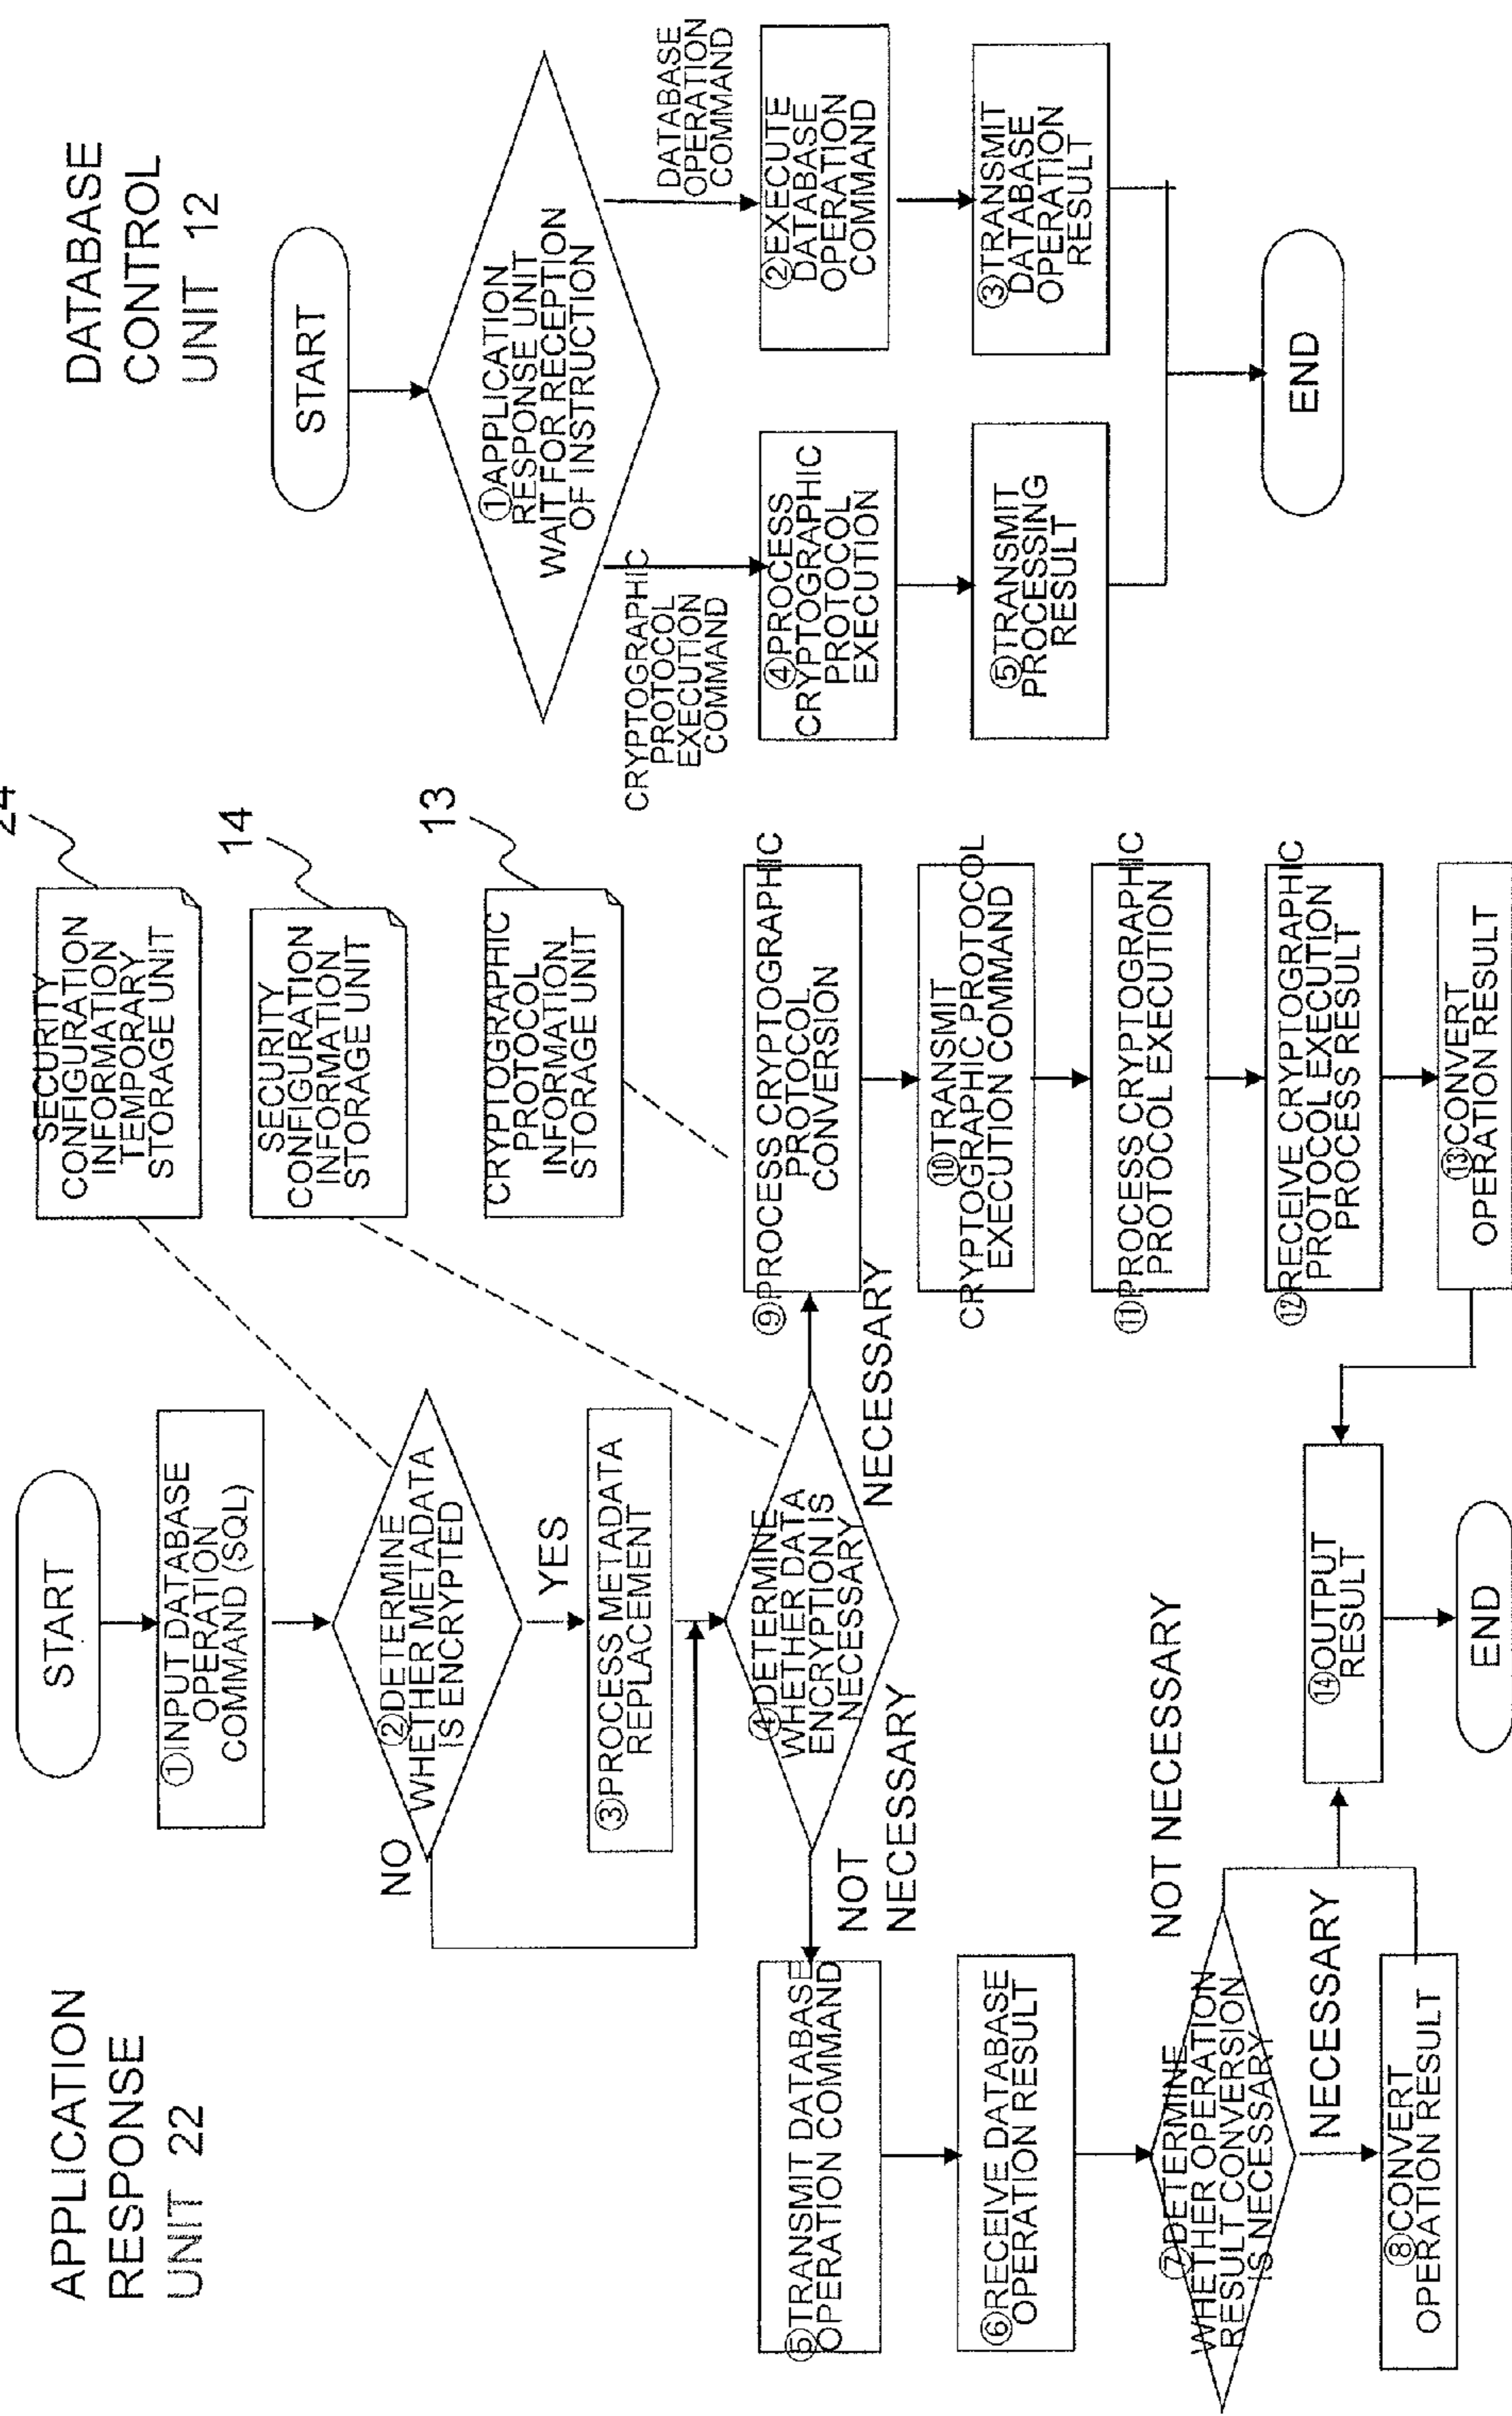 APPLICATION
RESPONSE
UNIT 22
START
①INPUT DATABASE
OPERATION
COMMAND (SQL)
②DETERMINE
WHETHER METADATA
IS ENCRYPTED
NO
YES
③PROCESS METADATA
REPLACEMENT
④DETERMINE
WHETHER DATA
ENCRYPTION IS
NECESSARY
NOT
NECESSARY
NECESSARY
⑤TRANSMIT DATABASE
OPERATION COMMAND
⑥RECEIVE DATABASE
OPERATION RESULT
⑦DETERMINE
WHETHER OPERATION
RESULT CONVERSION
IS NECESSARY
NOT NECESSARY
NECESSARY
⑧CONVERT
OPERATION RESULT
SECURITY
CONFIGURATION
INFORMATION
TEMPORARY
STORAGE UNIT
24
SECURITY
CONFIGURATION
INFORMATION
STORAGE UNIT
14
CRYPTOGRAPHIC
PROTOCOL
INFORMATION
STORAGE UNIT
13
⑨PROCESS CRYPTOGRAPHIC
PROTOCOL
CONVERSION
⑩TRANSMIT
CRYPTOGRAPHIC PROTOCOL
EXECUTION COMMAND
⑪PROCESS CRYPTOGRAPHIC
PROTOCOL EXECUTION
⑫RECEIVE CRYPTOGRAPHIC
PROTOCOL EXECUTION
PROCESS RESULT
⑬CONVERT
OPERATION RESULT
⑭OUTPUT
RESULT
END
DATABASE
CONTROL
UNIT 12
START
①APPLICATION
RESPONSE UNIT
WAIT FOR RECEPTION
OF INSTRUCTION
CRYPTOGRAPHIC
PROTOCOL
EXECUTION
COMMAND
DATABASE
OPERATION
COMMAND
②EXECUTE
DATABASE
OPERATION
COMMAND
③TRANSMIT
DATABASE
OPERATION
RESULT
④PROCESS
CRYPTOGRAPHIC
PROTOCOL
EXECUTION
⑤TRANSMIT
PROCESSING
RESULT
END